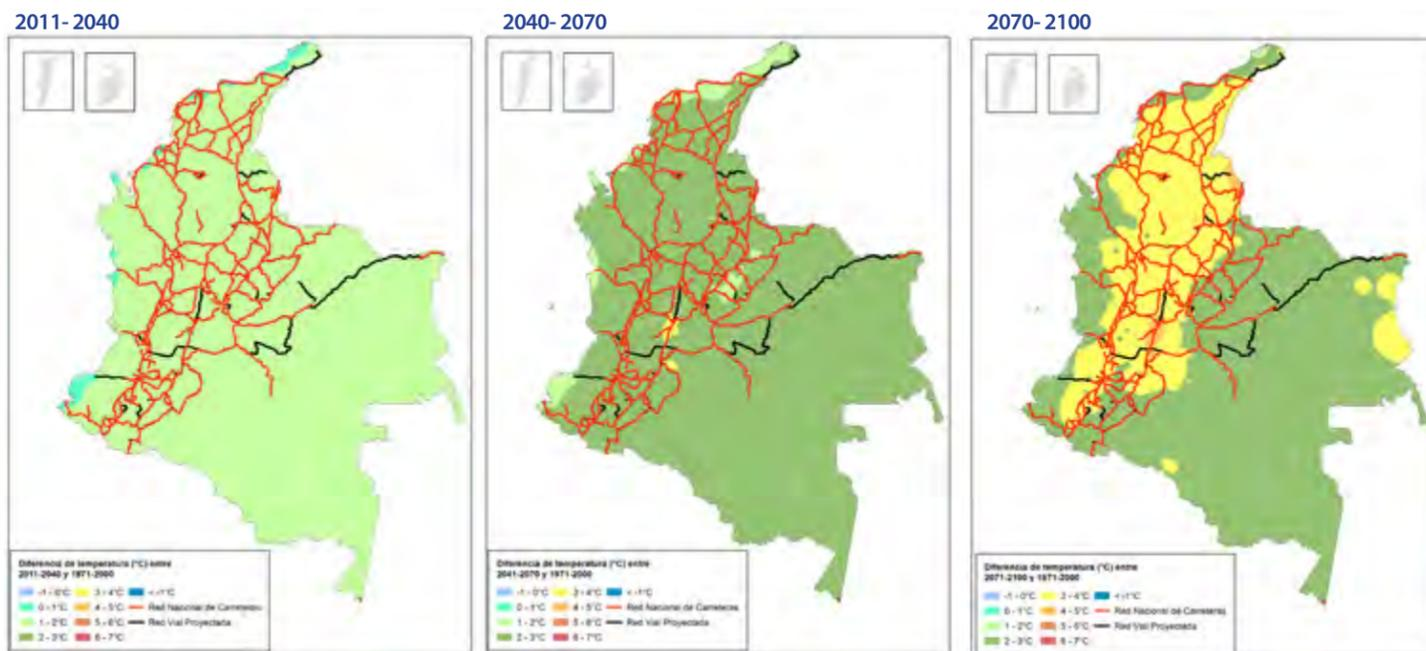 2011- 2040
2040- 2070
2070- 2100
Diferencia de temperatura (°C) entre
2011-2040 y 1971-2000
-1 - 0°C
3 - 4°C
< -1°C
0 - 1°C
4 - 5°C
Red Nacional de Carreteras
1 - 2°C
5 - 6°C
Red Vial Proyectada
2 - 3°C
6 - 7°C
Diferencia de temperatura (°C) entre
2041-2070 y 1971-2000
-1 - 0°C
3 - 4°C
< -1°C
0 - 1°C
4 - 5°C
Red Nacional de Carreteras
1 - 2°C
5 - 6°C
Red Vial Proyectada
2 - 3°C
6 - 7°C
Diferencia de temperatura (°C) entre
2071-2100 y 1971-2000
-1 - 0°C
3 - 4°C
< -1°C
0 - 1°C
4 - 5°C
Red Nacional de Carreteras
1 - 2°C
5 - 6°C
Red Vial Proyectada
2 - 3°C
6 - 7°C